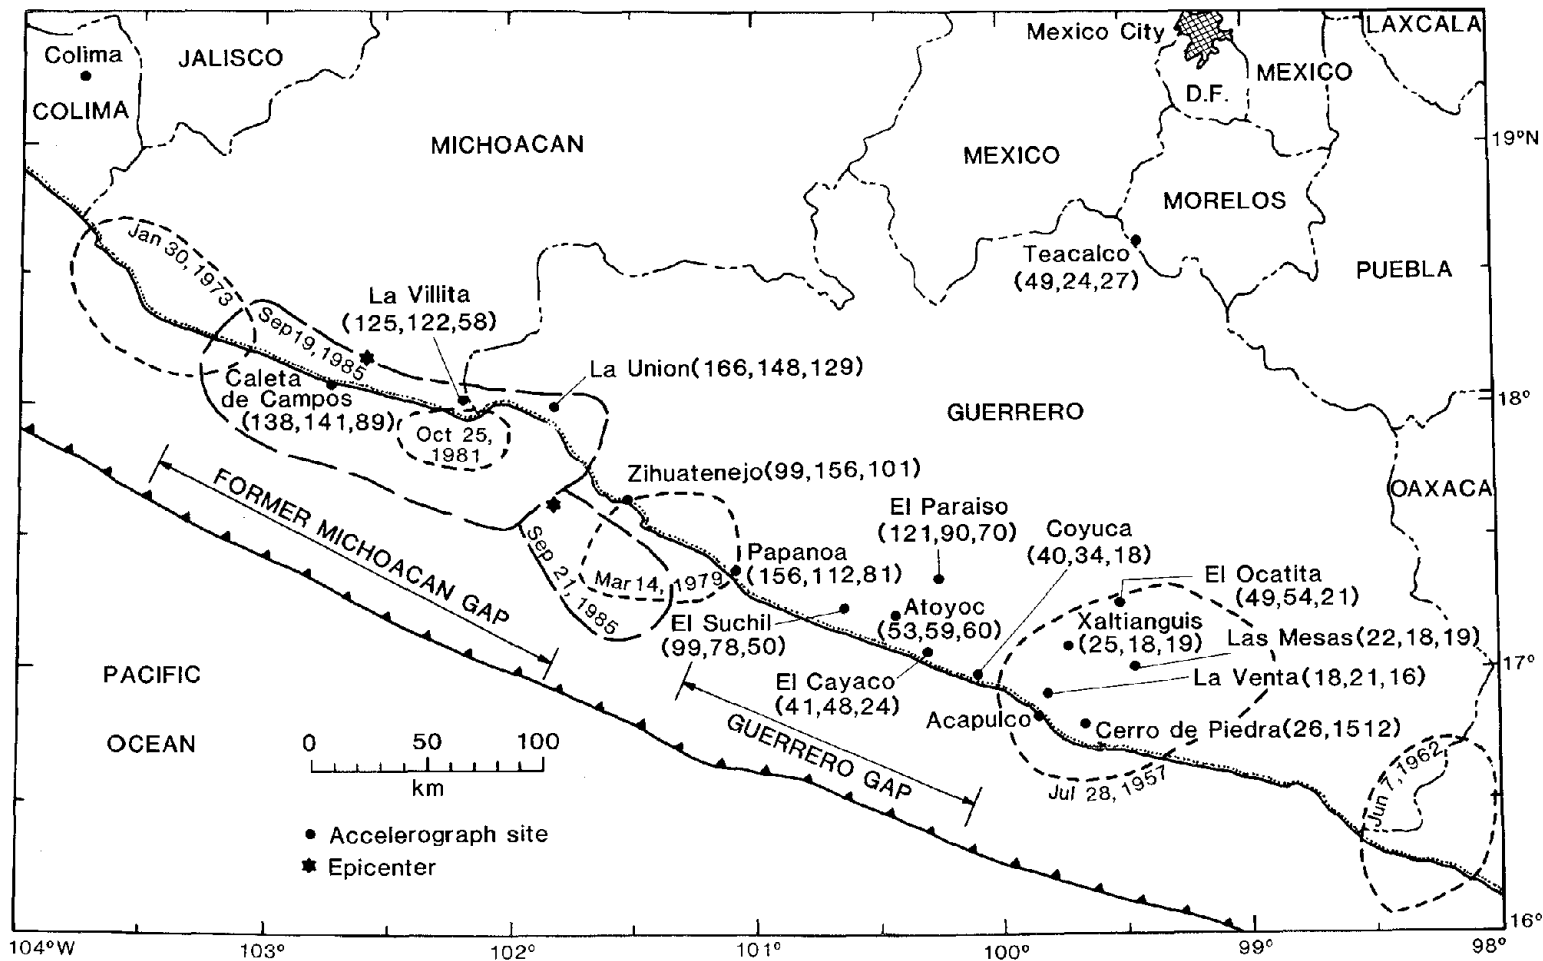 Colima
COLIMA
JALISCO
MICHOACAN
Mexico City
D.F.
MEXICO
LAXCALA
MEXICO
MORELOS
PUEBLA
19°N
Teacalco
(49,24,27)
Jan 30, 1973
Sep 19, 1985
La Villita
(125,122,58)
La Union(166,148,129)
Caleta
de Campos
(138,141,89)
Oct 25,
1981
GUERRERO
18°
OAXACA
FORMER MICHOACAN GAP
Zihuatenejo(99,156,101)
Sep 21, 1985
Mar 14, 1979
Papanoa
(156,112,81)
El Paraiso
(121,90,70)
Coyuca
(40,34,18)
El Ocatita
(49,54,21)
El Suchil
(99,78,50)
Atoyoc
(53,59,60)
Xaltianguis
(25,18,19)
Las Mesas(22,18,19)
La Venta(18,21,16)
17°
El Cayaco
(41,48,24)
Acapulco
Cerro de Piedra(26,1512)
PACIFIC
OCEAN
GUERRERO GAP
Jul 28, 1957
Jun 7, 1962
0 50 100
km
Accelerograph site
Epicenter
16°
104°W 103° 102° 101° 100° 99° 98°